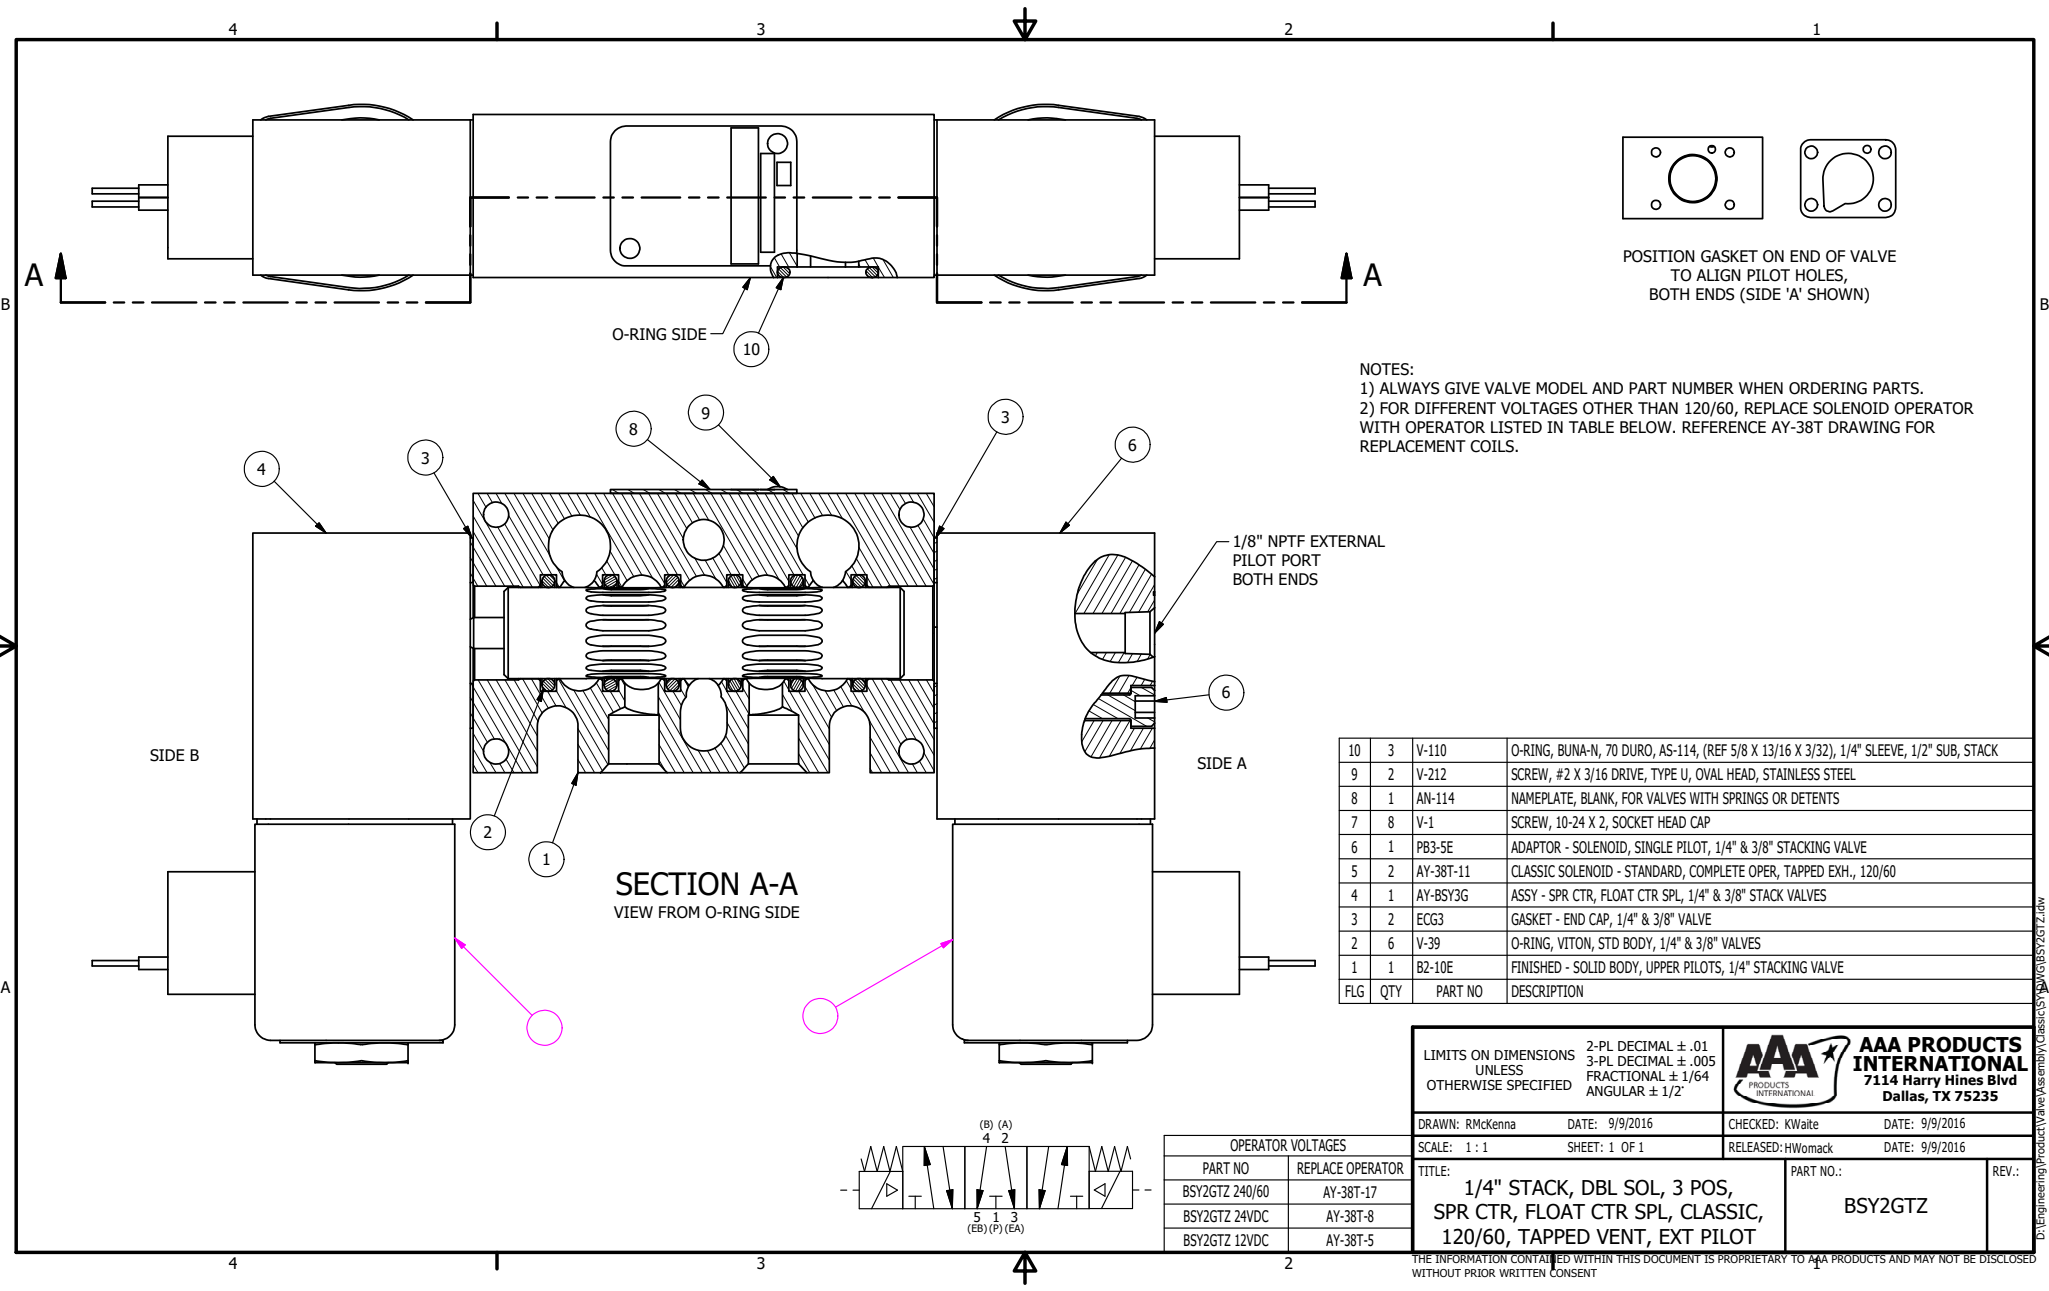 4
3
2
1
B
B
A
A
A
A
O-RING SIDE
10
POSITION GASKET ON END OF VALVE
TO ALIGN PILOT HOLES,
BOTH ENDS (SIDE 'A' SHOWN)
NOTES:
1) ALWAYS GIVE VALVE MODEL AND PART NUMBER WHEN ORDERING PARTS.
2) FOR DIFFERENT VOLTAGES OTHER THAN 120/60, REPLACE SOLENOID OPERATOR
WITH OPERATOR LISTED IN TABLE BELOW. REFERENCE AY-38T DRAWING FOR
REPLACEMENT COILS.
4
3
8
9
3
6
1/8" NPTF EXTERNAL
PILOT PORT
BOTH ENDS
6
SIDE B
SIDE A
2
1
SECTION A-A
VIEW FROM O-RING SIDE
10 3 V-110 O-RING, BUNA-N, 70 DURO, AS-114, (REF 5/8 X 13/16 X 3/32), 1/4" SLEEVE, 1/2" SUB, STACK
9 2 V-212 SCREW, #2 X 3/16 DRIVE, TYPE U, OVAL HEAD, STAINLESS STEEL
8 1 AN-114 NAMEPLATE, BLANK, FOR VALVES WITH SPRINGS OR DETENTS
7 8 V-1 SCREW, 10-24 X 2, SOCKET HEAD CAP
6 1 PB3-5E ADAPTOR - SOLENOID, SINGLE PILOT, 1/4" & 3/8" STACKING VALVE
5 2 AY-38T-11 CLASSIC SOLENOID - STANDARD, COMPLETE OPER, TAPPED EXH., 120/60
4 1 AY-BSY3G ASSY - SPR CTR, FLOAT CTR SPL, 1/4" & 3/8" STACK VALVES
3 2 ECG3 GASKET - END CAP, 1/4" & 3/8" VALVE
2 6 V-39 O-RING, VITON, STD BODY, 1/4" & 3/8" VALVES
1 1 B2-10E FINISHED - SOLID BODY, UPPER PILOTS, 1/4" STACKING VALVE
FLG QTY PART NO DESCRIPTION
D:\Engineering\Product\Valve\Assembly\Classic\SY\DWG\BSY2GTZ.idw
LIMITS ON DIMENSIONS
UNLESS
OTHERWISE SPECIFIED
2-PL DECIMAL ± .01
3-PL DECIMAL ± .005
FRACTIONAL ± 1/64
ANGULAR ± 1/2°
AAA
PRODUCTS
INTERNATIONAL
AAA PRODUCTS
INTERNATIONAL
7114 Harry Hines Blvd
Dallas, TX 75235
DRAWN: RMcKenna DATE: 9/9/2016 CHECKED: KWaite DATE: 9/9/2016
SCALE: 1 : 1 SHEET: 1 OF 1 RELEASED: HWomack DATE: 9/9/2016
TITLE:
1/4" STACK, DBL SOL, 3 POS,
SPR CTR, FLOAT CTR SPL, CLASSIC,
120/60, TAPPED VENT, EXT PILOT
PART NO.:
BSY2GTZ
REV.:
OPERATOR VOLTAGES
PART NO REPLACE OPERATOR
BSY2GTZ 240/60 AY-38T-17
BSY2GTZ 24VDC AY-38T-8
BSY2GTZ 12VDC AY-38T-5
(B) (A)
4 2
5 1 3
(EB) (P) (EA)
4
3
2
1
THE INFORMATION CONTAINED WITHIN THIS DOCUMENT IS PROPRIETARY TO AAA PRODUCTS AND MAY NOT BE DISCLOSED
WITHOUT PRIOR WRITTEN CONSENT